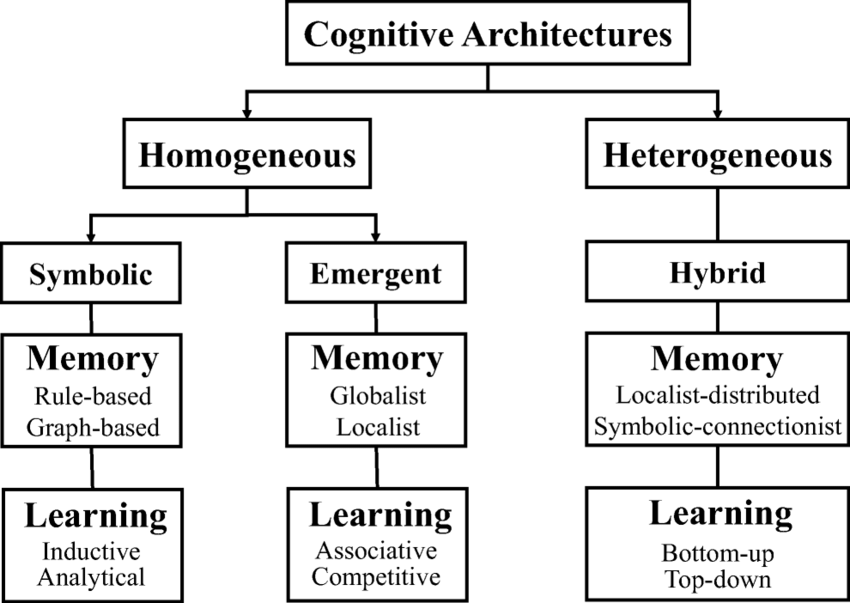 Cognitive Architectures
Homogeneous
Heterogeneous
Symbolic
Emergent
Hybrid
Memory
Rule-based
Graph-based
Memory
Globalist
Localist
Memory
Localist-distributed
Symbolic-connectionist
Learning
Inductive
Analytical
Learning
Associative
Competitive
Learning
Bottom-up
Top-down